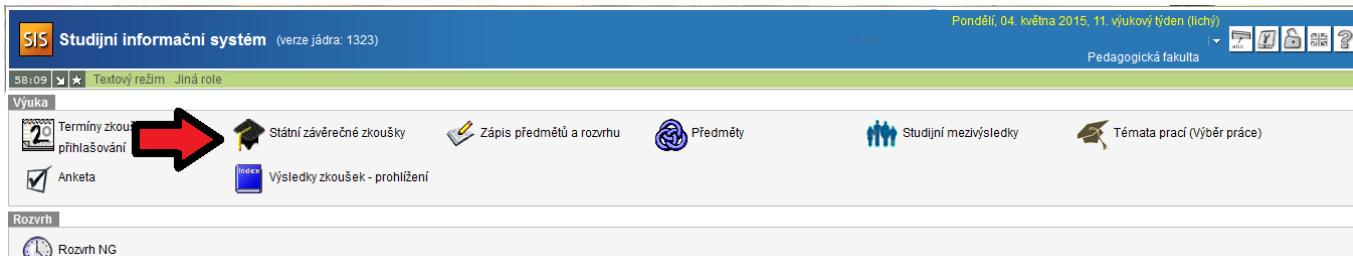 Pondělí, 04. května 2015, 11. výukový týden (lichý)
SIS Studijní informační systém (verze jádra: 1323)
Pedagogická fakulta
58:09 Textový režim Jiná role
Výuka
Termíny
přihlašování
Státní závěrečné zkoušky
Zápis předmětů a rozvrhu
Předměty
Studijní mezivýsledky
Témata prací (Výběr práce)
Anketa
Index
Výsledky zkoušek - prohlížení
Rozvrh
Rozvrh NG